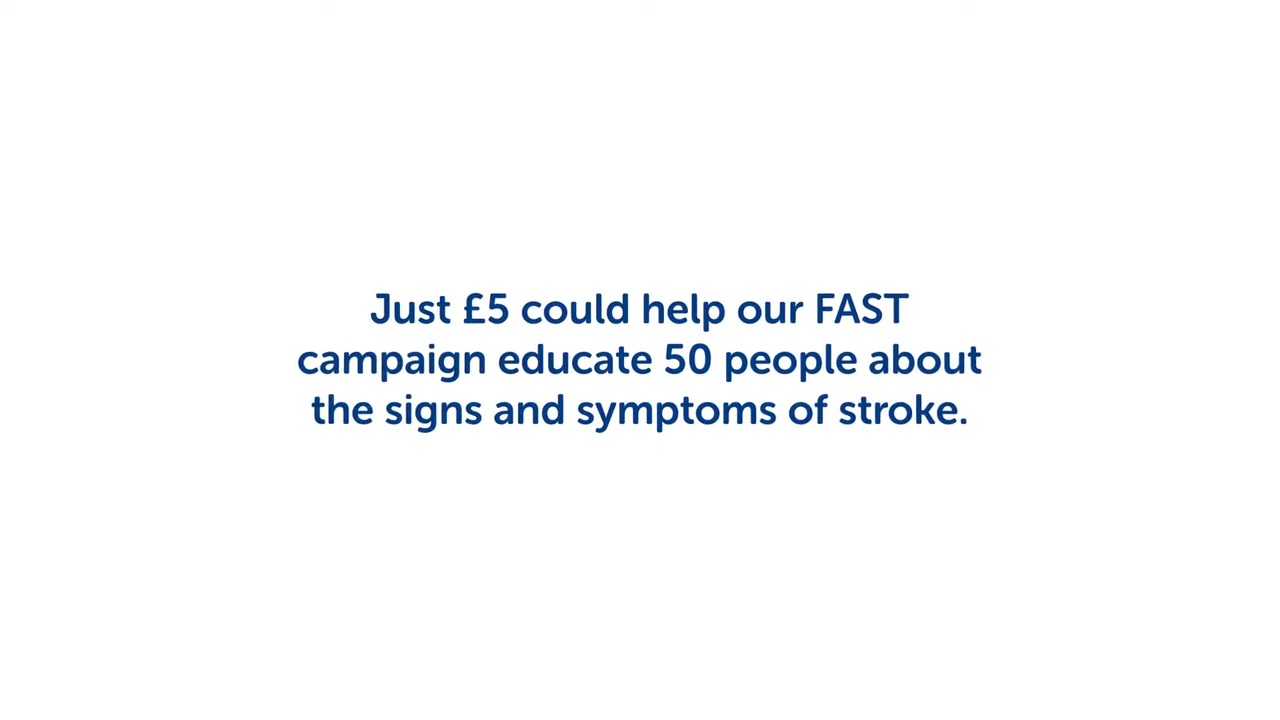 Just £5 could help our FAST
campaign educate 50 people about
the signs and symptoms of stroke.